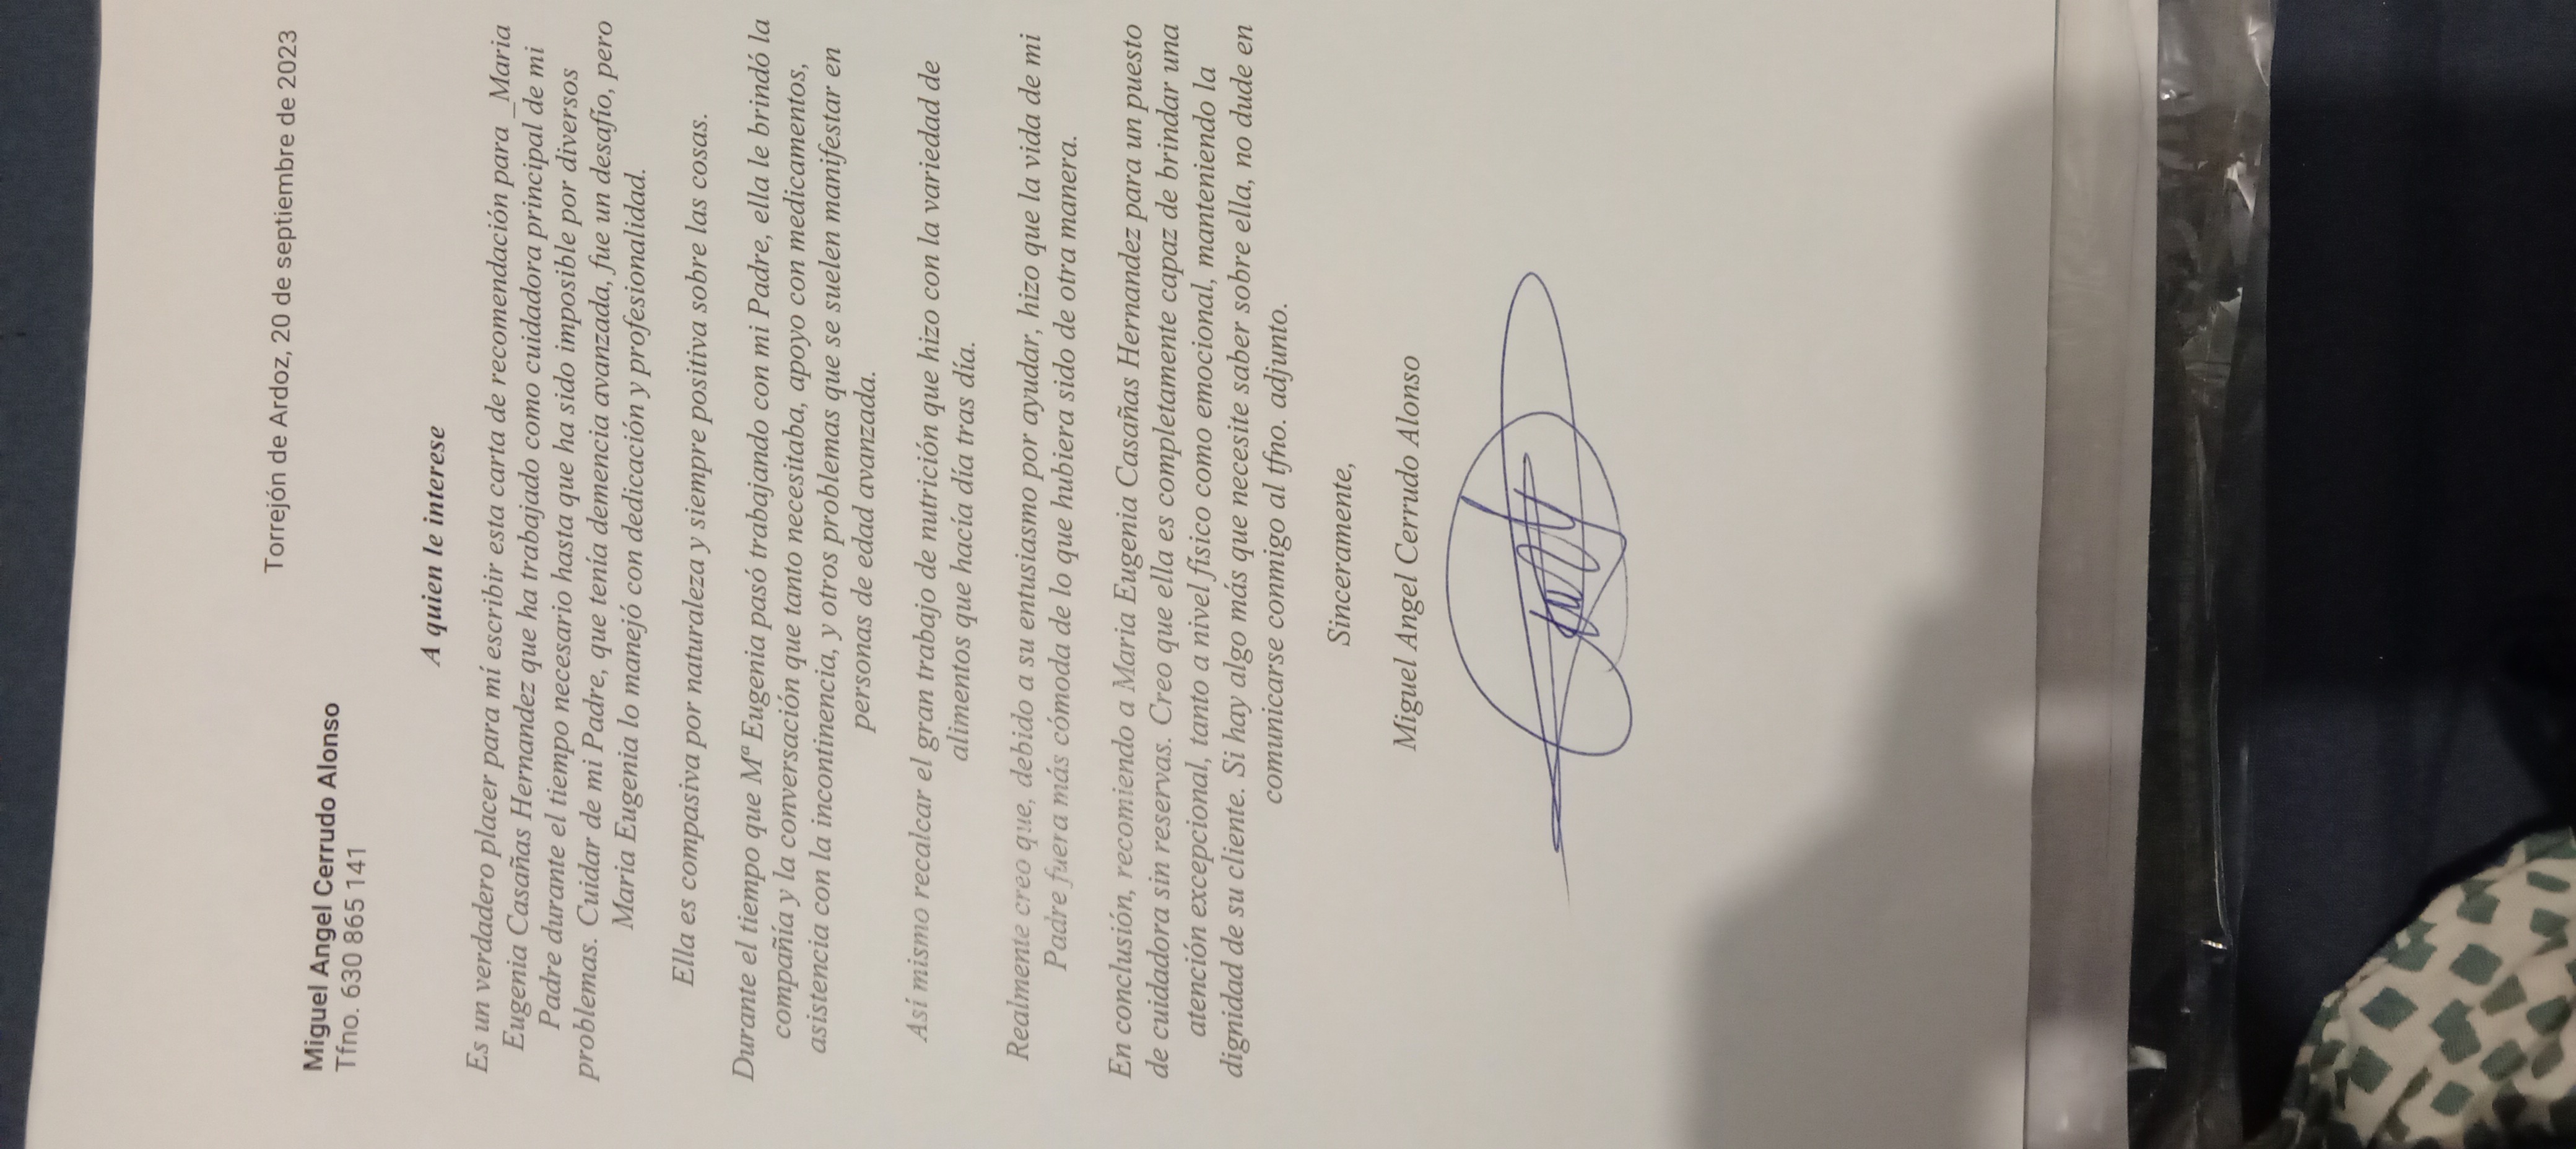 Torrejón de Ardoz, 20 de septiembre de 2023
Miguel Angel Cerrudo Alonso
Tfno. 630 865 141
A quien le interese
Es un verdadero placer para mí escribir esta carta de recomendación para _Maria
Eugenia Casañas Hernandez que ha trabajado como cuidadora principal de mi
Padre durante el tiempo necesario hasta que ha sido imposible por diversos
problemas. Cuidar de mi Padre, que tenía demencia avanzada, fue un desafío, pero
Maria Eugenia lo manejó con dedicación y profesionalidad.
Ella es compasiva por naturaleza y siempre positiva sobre las cosas.
Durante el tiempo que Mª Eugenia pasó trabajando con mi Padre, ella le brindó la
compañía y la conversación que tanto necesitaba, apoyo con medicamentos,
asistencia con la incontinencia, y otros problemas que se suelen manifestar en
personas de edad avanzada.
Así mismo recalcar el gran trabajo de nutrición que hizo con la variedad de
alimentos que hacía día tras día.
Realmente creo que, debido a su entusiasmo por ayudar, hizo que la vida de mi
Padre fuera más cómoda de lo que hubiera sido de otra manera.
En conclusión, recomiendo a Maria Eugenia Casañas Hernandez para un puesto
de cuidadora sin reservas. Creo que ella es completamente capaz de brindar una
atención excepcional, tanto a nivel físico como emocional, manteniendo la
dignidad de su cliente. Si hay algo más que necesite saber sobre ella, no dude en
comunicarse conmigo al tfno. adjunto.
Sinceramente,
Miguel Angel Cerrudo Alonso